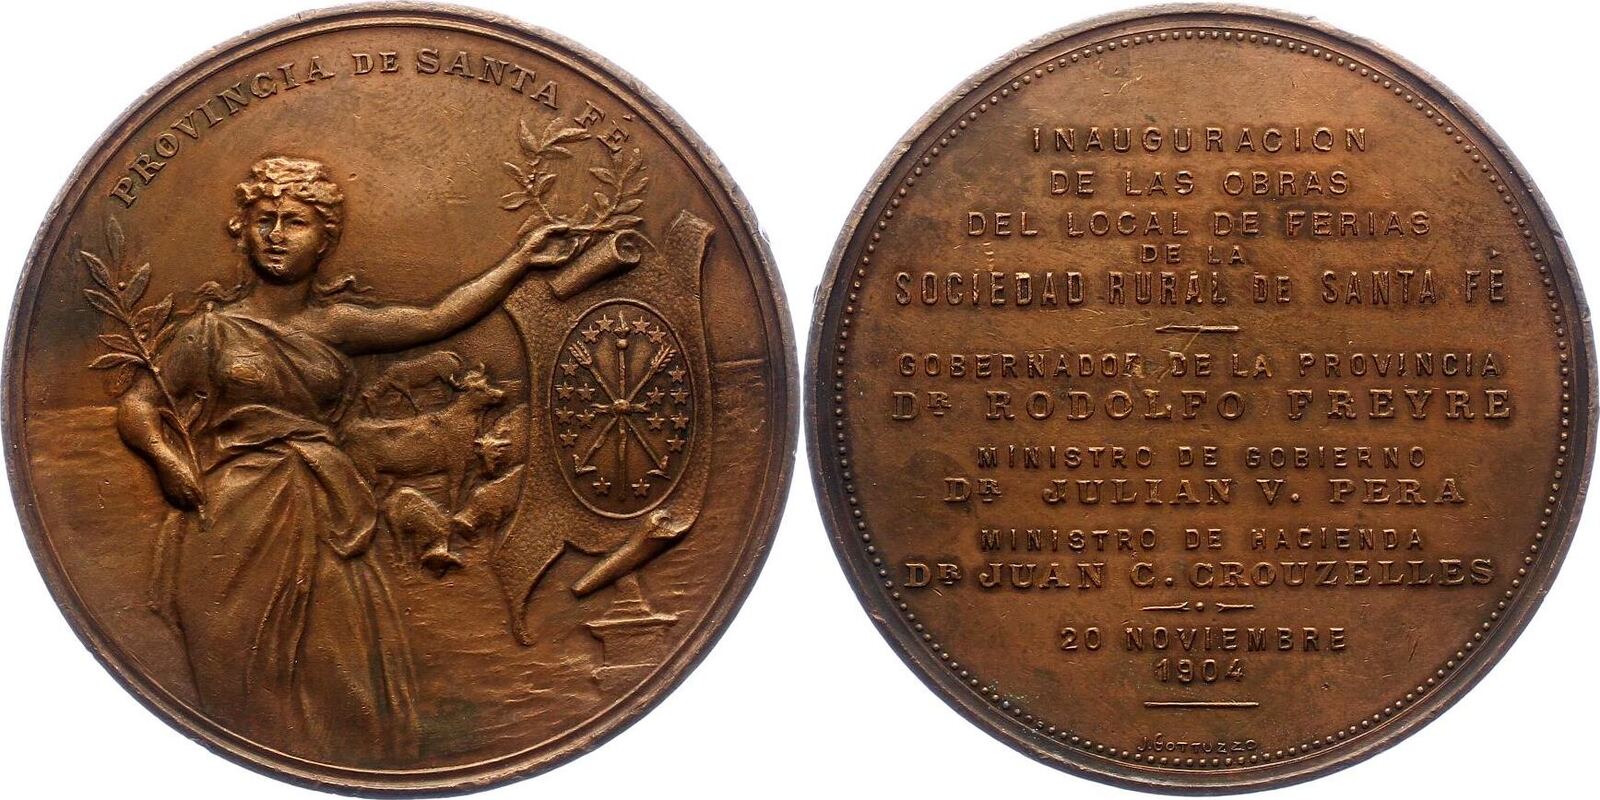 PROVINCIA DE SANTA FÉ
INAUGURACION
DE LAS OBRAS
DEL LOCAL DE FERIAS
DE LA
SOCIEDAD RURAL DE SANTA FÉ
GOBERNADOR DE LA PROVINCIA
DR RODOLFO FREYRE
MINISTRO DE GOBIERNO
DR JULIAN V. PERA
MINISTRO DE HACIENDA
DR JUAN C. CROUZELLES
20 NOVIEMBRE
1904
J. GOTTUZZO